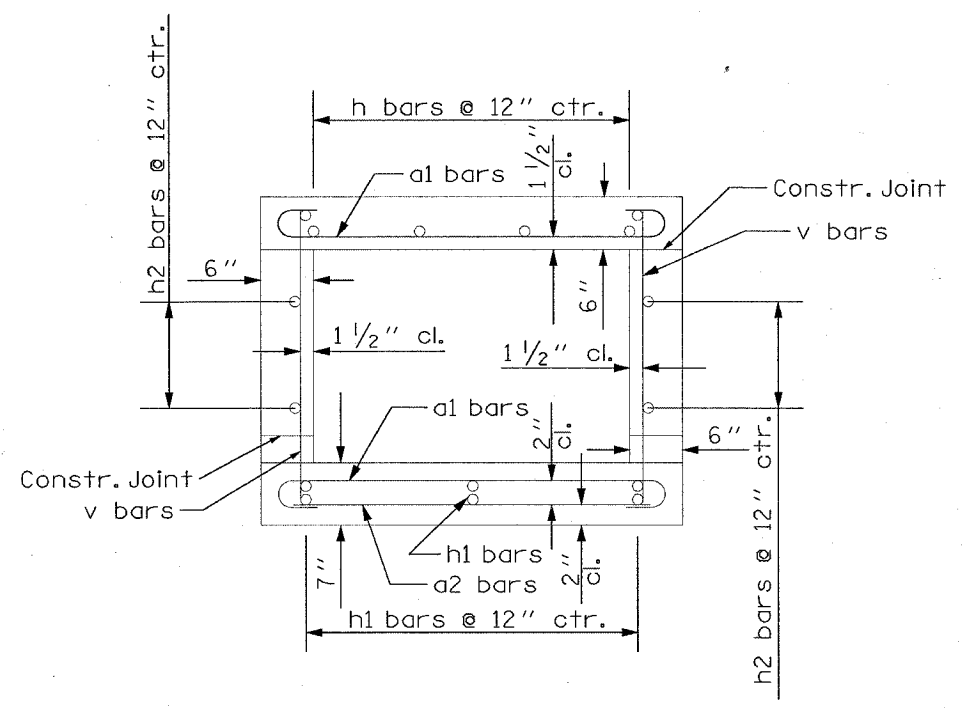 h2 bars @ 12" ctr.
h bars @ 12" ctr.
1 1/2" cl.
a1 bars
Constr. Joint
v bars
6"
6"
1 1/2" cl.
1 1/2" cl.
a1 bars
2" cl.
6"
Constr. Joint
v bars
h1 bars
a2 bars
7"
2" cl.
h1 bars @ 12" ctr.
h2 bars @ 12" ctr.